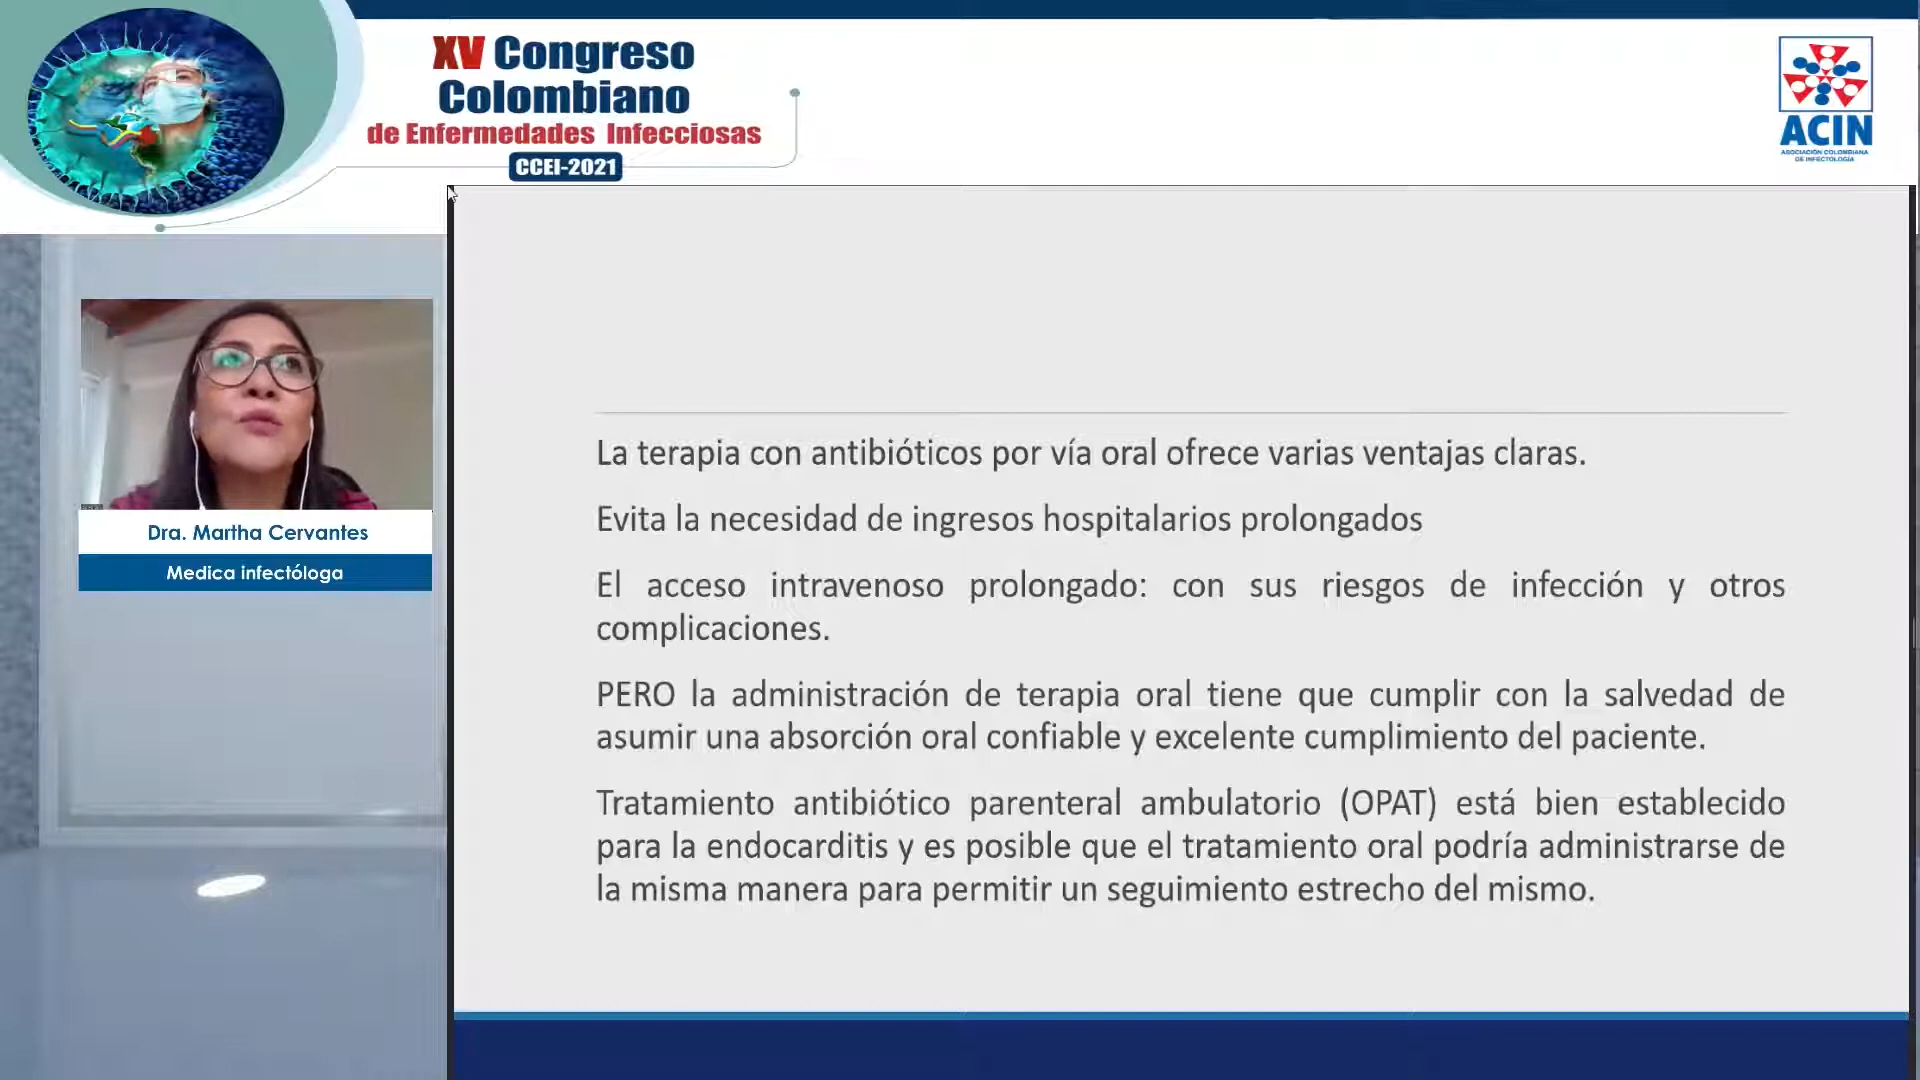 XV Congreso
Colombiano
de Enfermedades Infecciosas
CCEI-2021
ACIN
ASOCIACIÓN COLOMBIANA
DE INFECTOLOGÍA
Dra. Martha Cervantes
Medica infectóloga
La terapia con antibióticos por vía oral ofrece varias ventajas claras.
Evita la necesidad de ingresos hospitalarios prolongados
El acceso intravenoso prolongado: con sus riesgos de infección y otros
complicaciones.
PERO la administración de terapia oral tiene que cumplir con la salvedad de
asumir una absorción oral confiable y excelente cumplimiento del paciente.
Tratamiento antibiótico parenteral ambulatorio (OPAT) está bien establecido
para la endocarditis y es posible que el tratamiento oral podría administrarse de
la misma manera para permitir un seguimiento estrecho del mismo.